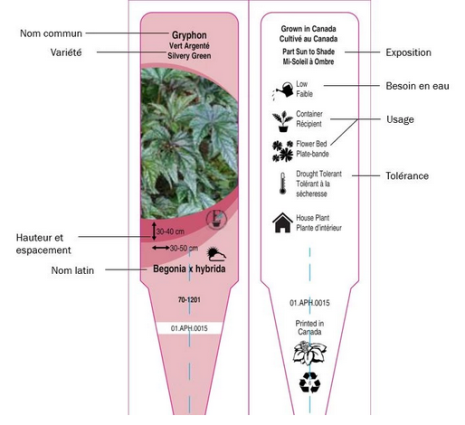 Nom commun
Variété
Hauteur et
espacement
Nom latin
Gryphon
Vert Argenté
Silvery Green
30-40 cm
30-50 cm
Begonia x hybrida
70-1201
01.APH.0015
Grown in Canada
Cultivé au Canada
Part Sun to Shade
Mi-Soleil à Ombre
Low
Faible
Container
Récipient
Flower Bed
Plate-bande
Drought Tolerant
Tolérant à la
sécheresse
House Plant
Plante d'intérieur
01.APH.0015
Printed in
Canada
Exposition
Besoin en eau
Usage
Tolérance